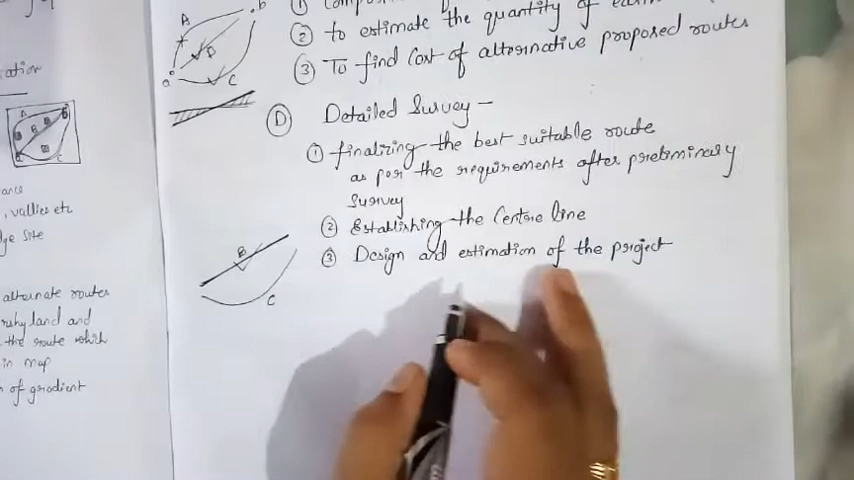 ②  to estimate the quantity of
③ To find Cost of alternative proposed routes
Ⓓ Detailed Survey -
① finalizing the best suitable route
as per the requirements after preliminary
survey
② Establishing the Centre line
③ Design and estimation of the project
A
b
D
a
C
B
C
ation
, vallies etc
ge site
alternate routes
land and
the route which
in map
of gradient